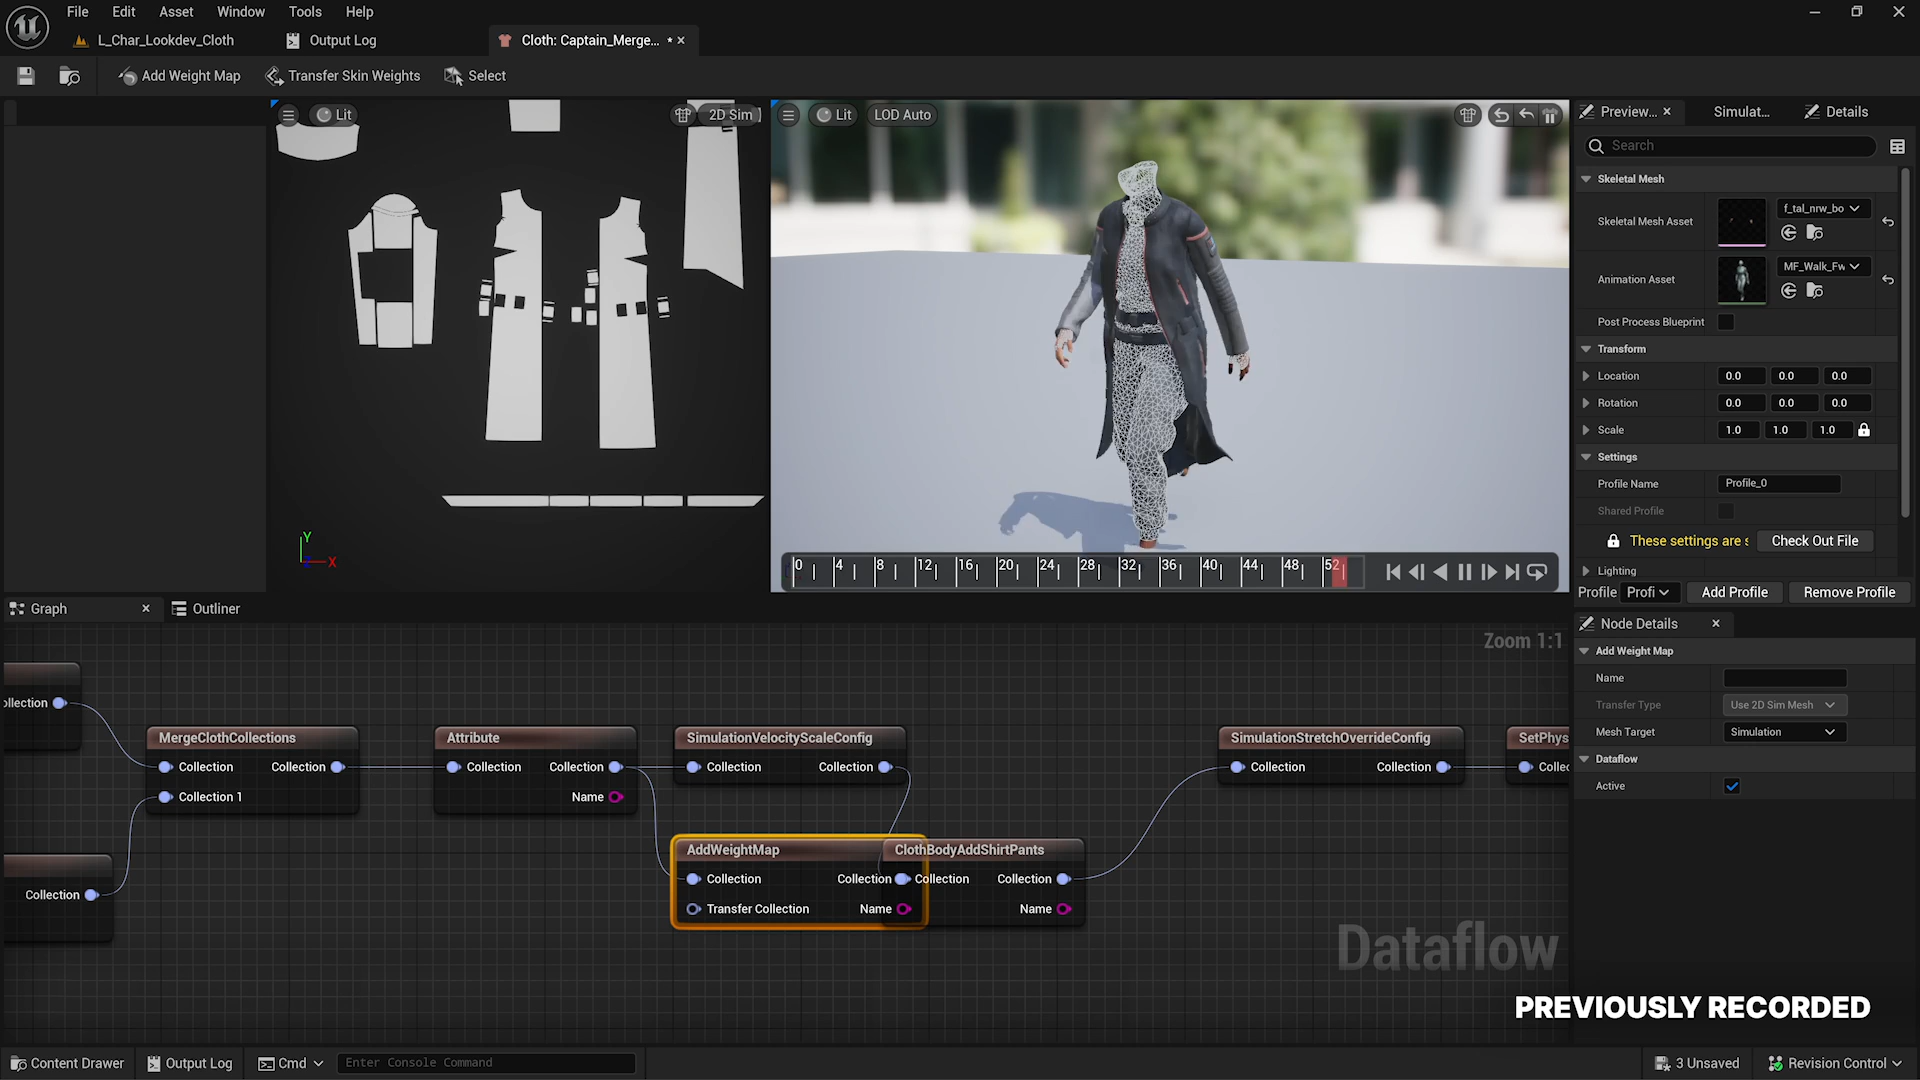 File Edit Asset Window Tools Help
L_Char_Lookdev_Cloth Output Log Cloth: Captain_Merge...
Add Weight Map Transfer Skin Weights Select
Lit 2D Sim
Lit LOD Auto
Preview... Simulat... Details
Search
Skeletal Mesh
Skeletal Mesh Asset f_tal_nrw_bo
Animation Asset MF_Walk_Fw
Post Process Blueprint
Transform
Location 0.0 0.0 0.0
Rotation 0.0 0.0 0.0
Scale 1.0 1.0 1.0
Settings
Profile Name Profile_0
Shared Profile
These settings are s Check Out File
Lighting
Profile Profi Add Profile Remove Profile
Y
X
0 4 8 12 16 20 24 28 32 36 40 44 48 52
Graph Outliner
Zoom 1:1
ollection
Collection
MergeClothCollections
Collection Collection
Collection 1
Attribute
Collection Collection
Name
SimulationVelocityScaleConfig
Collection Collection
AddWeightMap
Collection Collection
Transfer Collection Name
ClothBodyAddShirtPants
Collection Collection
Name
SimulationStretchOverrideConfig
Collection Collection
SetPhys
Collec
Dataflow
Node Details
Add Weight Map
Name
Transfer Type Use 2D Sim Mesh
Mesh Target Simulation
Dataflow
Active
PREVIOUSLY RECORDED
Content Drawer Output Log Cmd Enter Console Command 3 Unsaved Revision Control